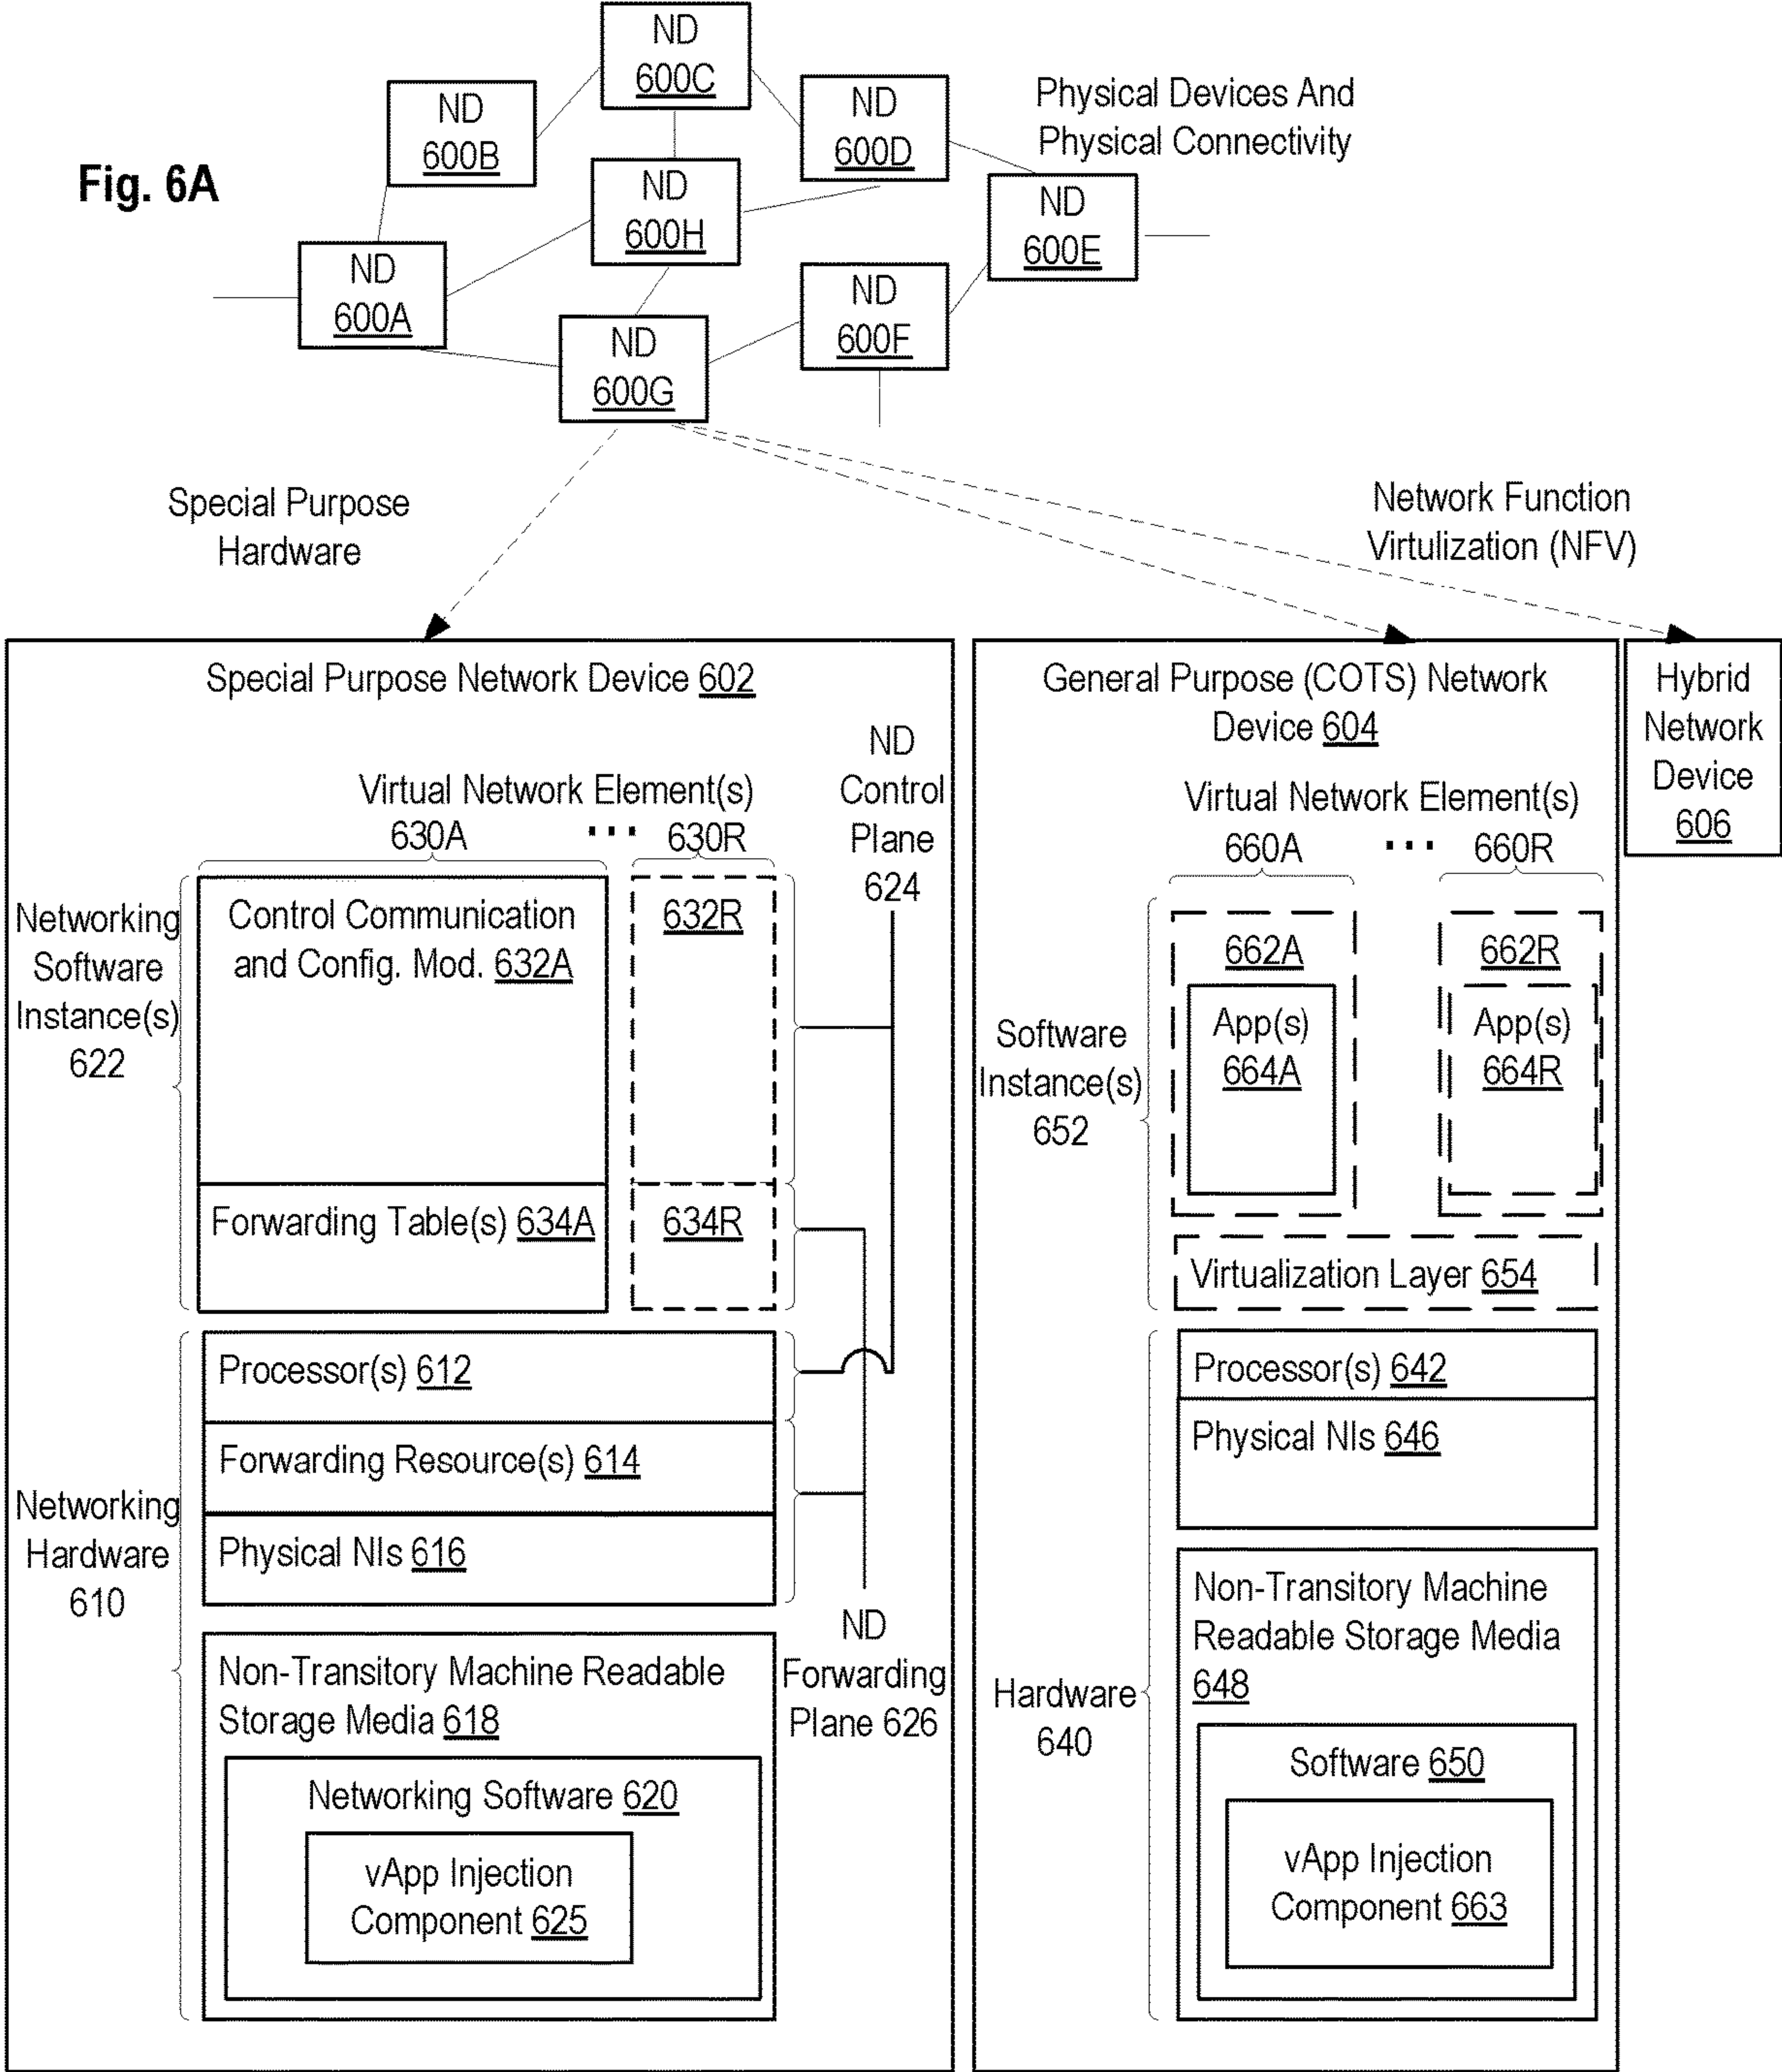 Fig. 6A
ND
600C
ND
600B
ND
600D
Physical Devices And
Physical Connectivity
ND
600H
ND
600E
ND
600A
ND
600F
ND
600G
Special Purpose
Hardware
Network Function
Virtulization (NFV)
Special Purpose Network Device 602
ND
Control
Plane
624
Virtual Network Element(s)
630A
...
630R
Networking
Software
Instance(s)
622
Control Communication
and Config. Mod. 632A
632R
Forwarding Table(s) 634A
634R
Networking
Hardware
610
Processor(s) 612
Forwarding Resource(s) 614
Physical NIs 616
ND
Forwarding
Plane 626
Non-Transitory Machine Readable
Storage Media 618
Networking Software 620
vApp Injection
Component 625
General Purpose (COTS) Network
Device 604
Virtual Network Element(s)
660A
...
660R
Software
Instance(s)
652
662A
App(s)
664A
662R
App(s)
664R
Virtualization Layer 654
Hardware
640
Processor(s) 642
Physical NIs 646
Non-Transitory Machine
Readable Storage Media
648
Software 650
vApp Injection
Component 663
Hybrid
Network
Device
606